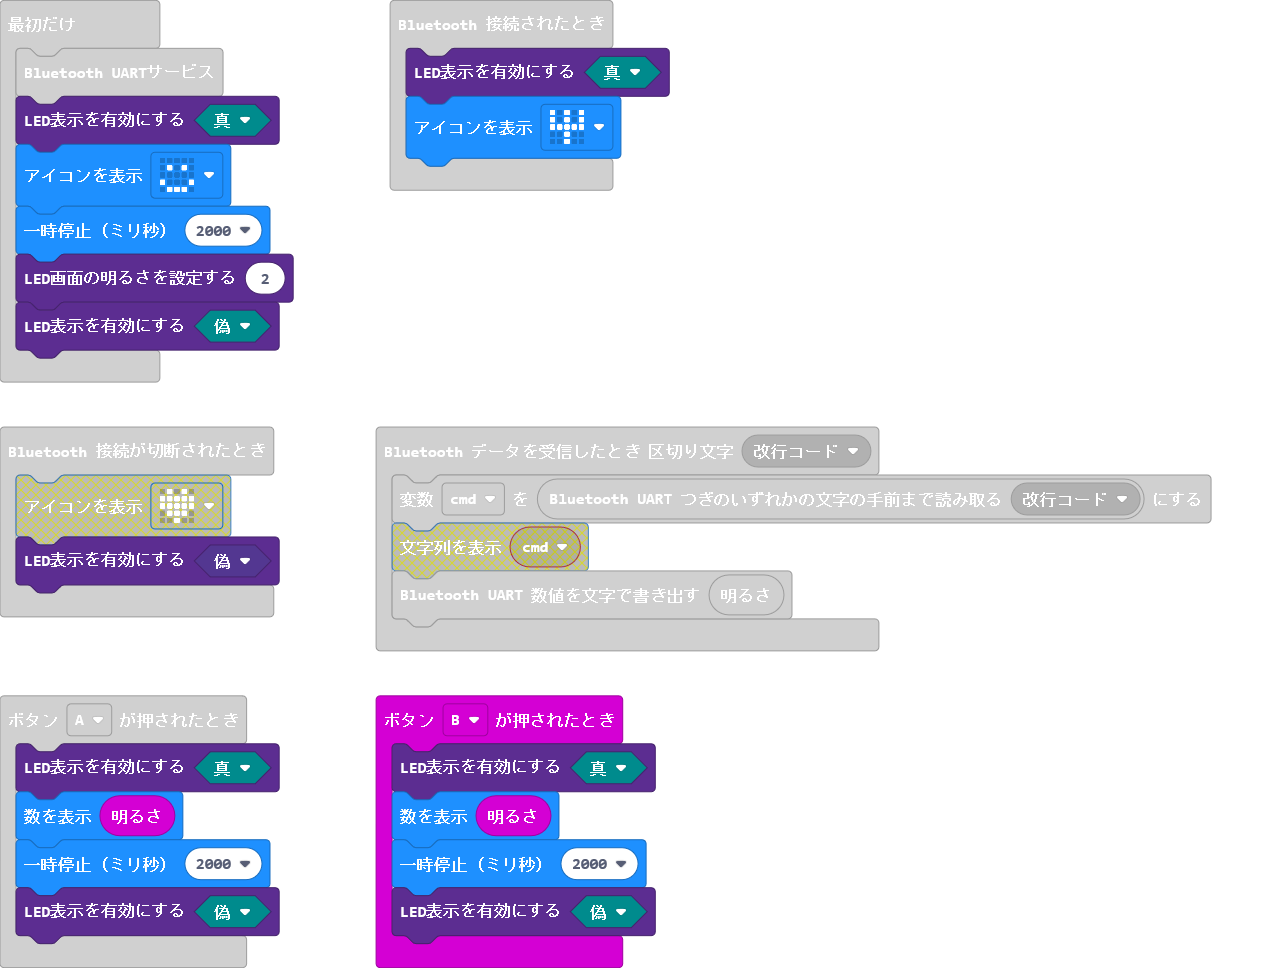 最初だけ
Bluetooth UARTサービス
LED表示を有効にする 真
アイコンを表示
一時停止（ミリ秒） 2000
LED画面の明るさを設定する 2
LED表示を有効にする 偽
Bluetooth 接続されたとき
LED表示を有効にする 真
アイコンを表示
Bluetooth 接続が切断されたとき
アイコンを表示
LED表示を有効にする 偽
Bluetooth データを受信したとき 区切り文字 改行コード
変数 cmd を Bluetooth UART つぎのいずれかの文字の手前まで読み取る 改行コード にする
文字列を表示 cmd
Bluetooth UART 数値を文字で書き出す 明るさ
ボタン A が押されたとき
LED表示を有効にする 真
数を表示 明るさ
一時停止（ミリ秒） 2000
LED表示を有効にする 偽
ボタン B が押されたとき
LED表示を有効にする 真
数を表示 明るさ
一時停止（ミリ秒） 2000
LED表示を有効にする 偽